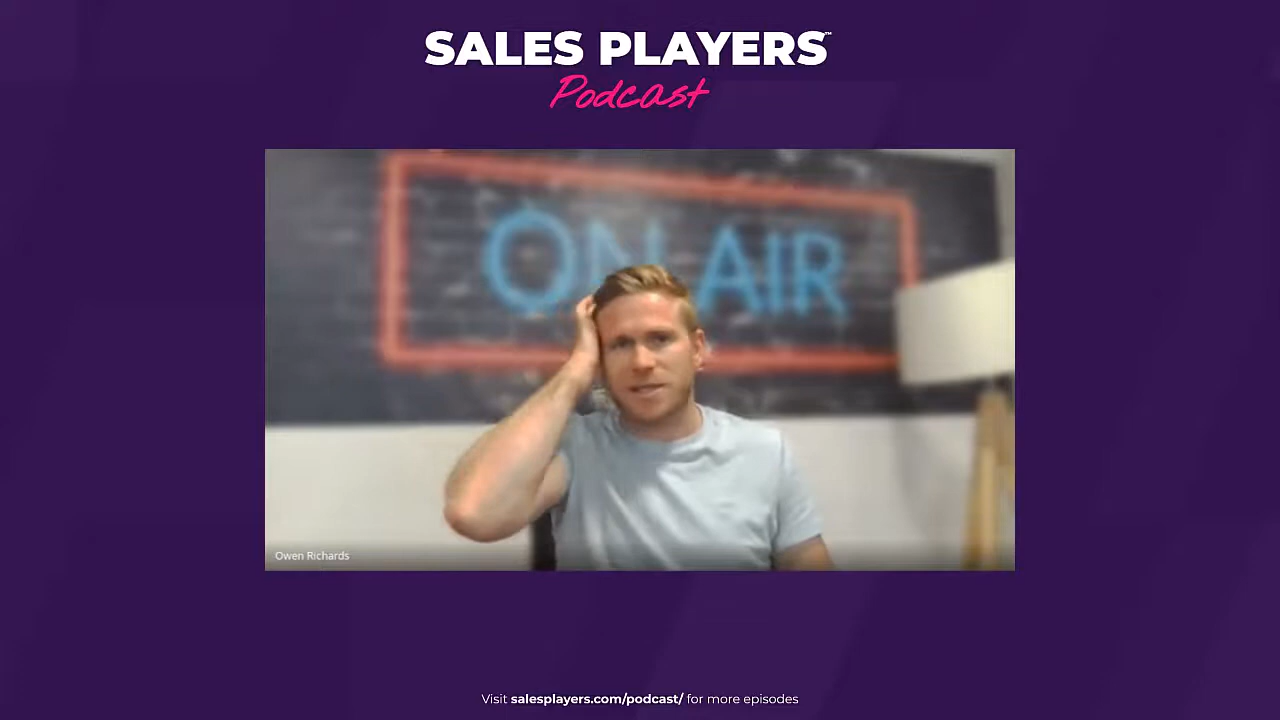 SALES PLAYERS™
Podcast
ON AIR
Owen Richards
Visit salesplayers.com/podcast/ for more episodes